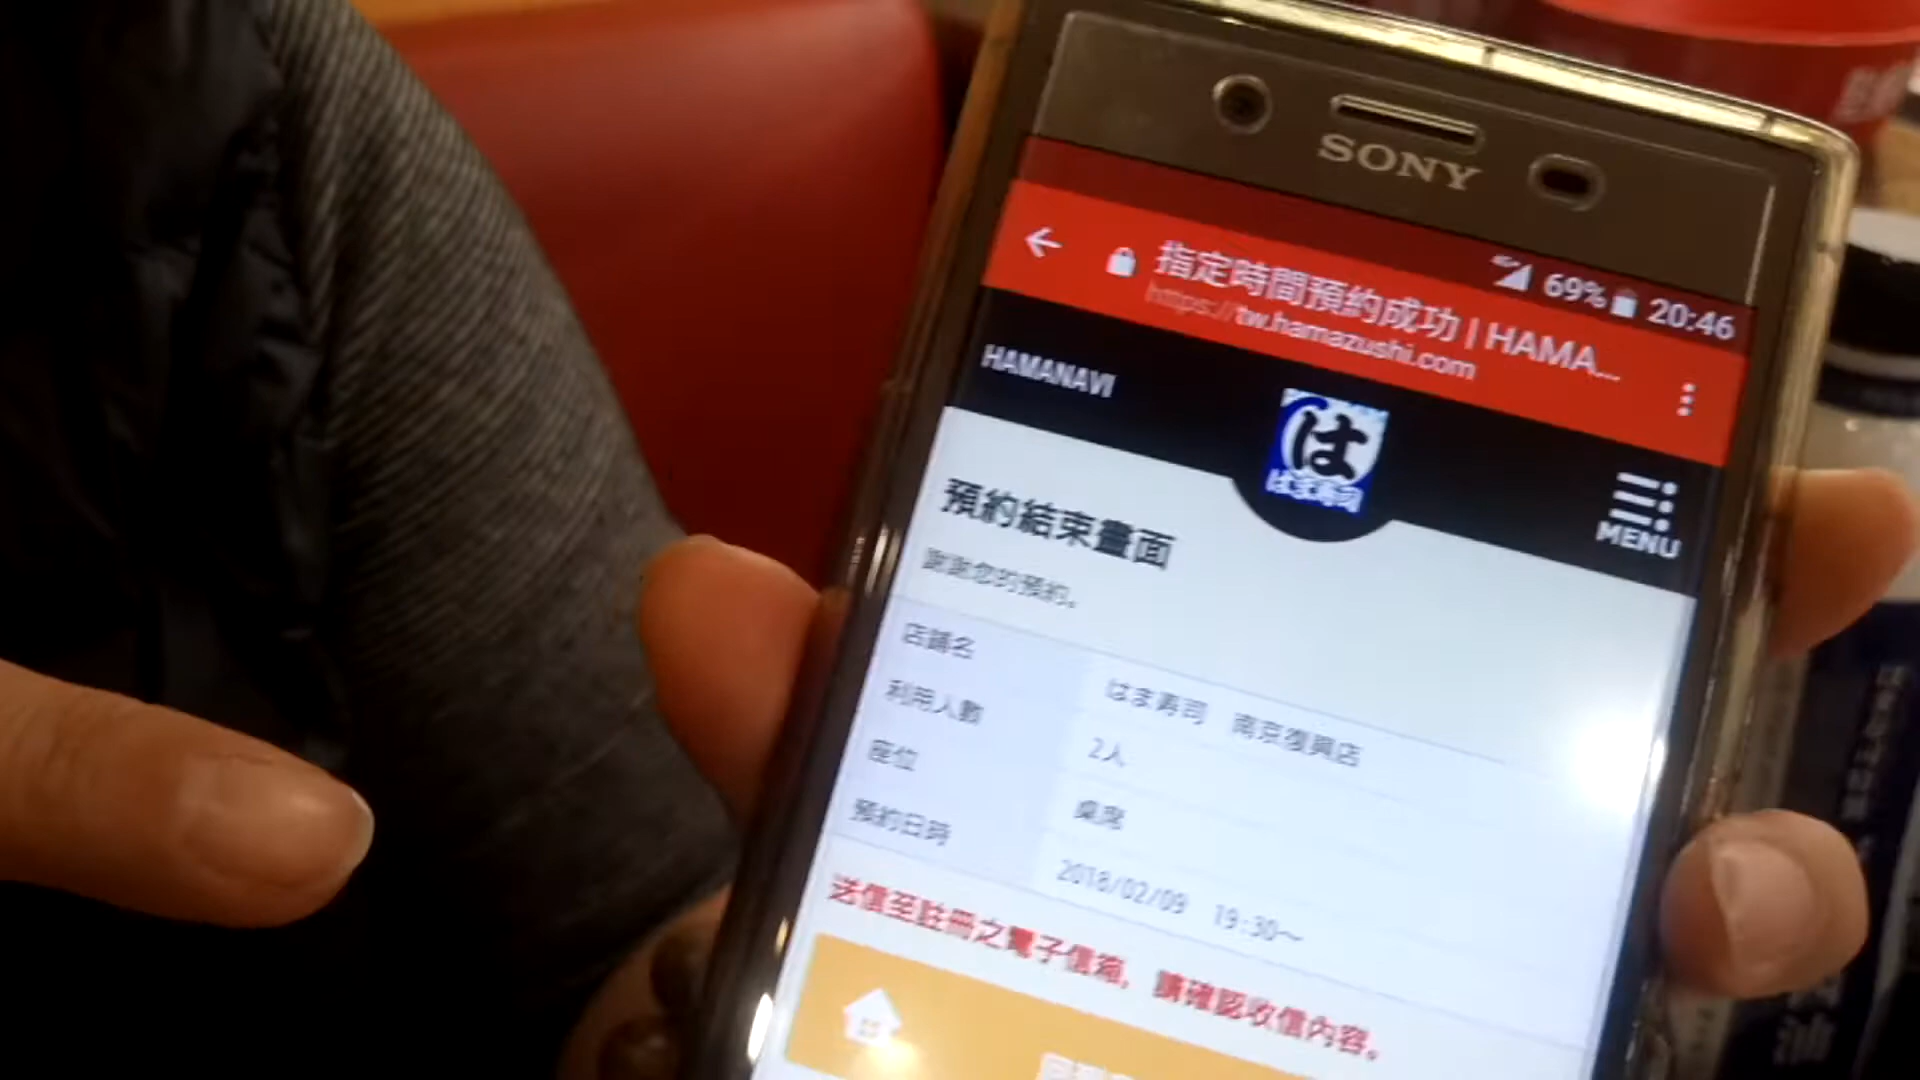 SONY
69% 20:46
指定時間預約成功 | HAMA...
https://tw.hamazushi.com
HAMANAVI
は
はま寿司
MENU
預約結束畫面
謝謝您的預約。
店鋪名 はま寿司 南京復興店
利用人數 2人
座位 桌席
預約日時 2018/02/09 19:30～
送信至註冊之電子信箱，請確認收信內容。
油